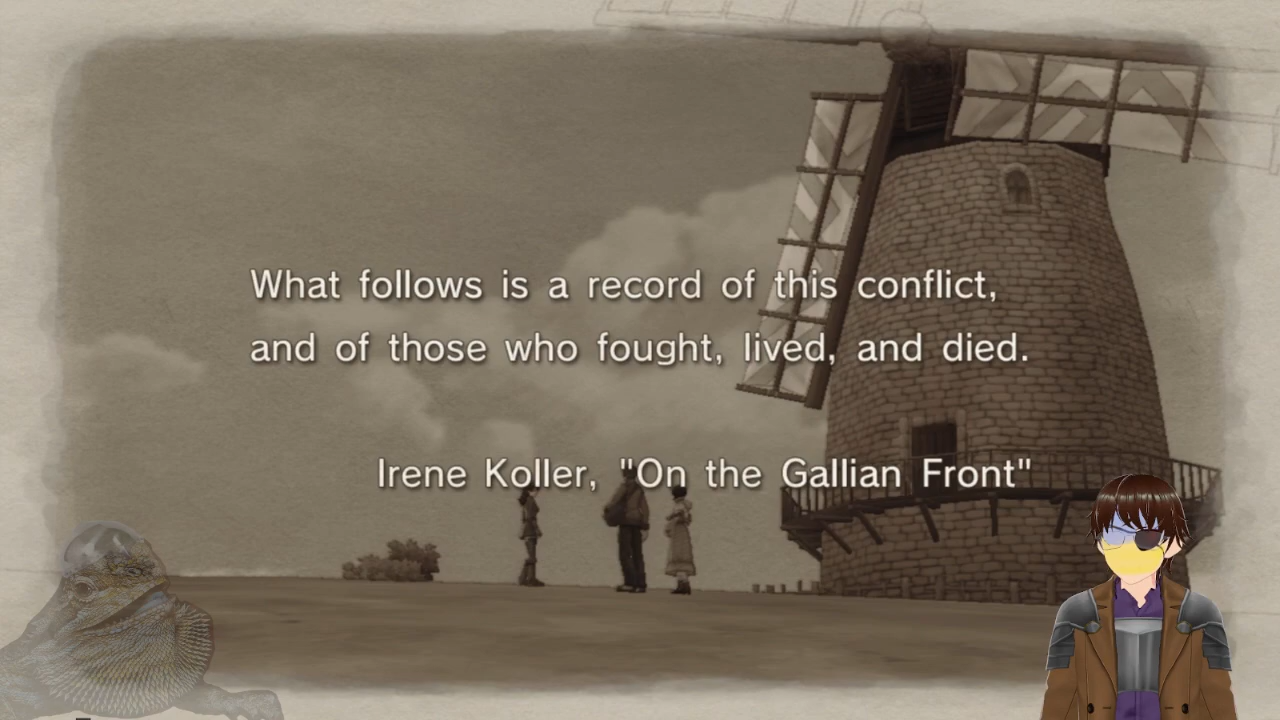 What follows is a record of this conflict,
and of those who fought, lived, and died.
Irene Koller, "On the Gallian Front"